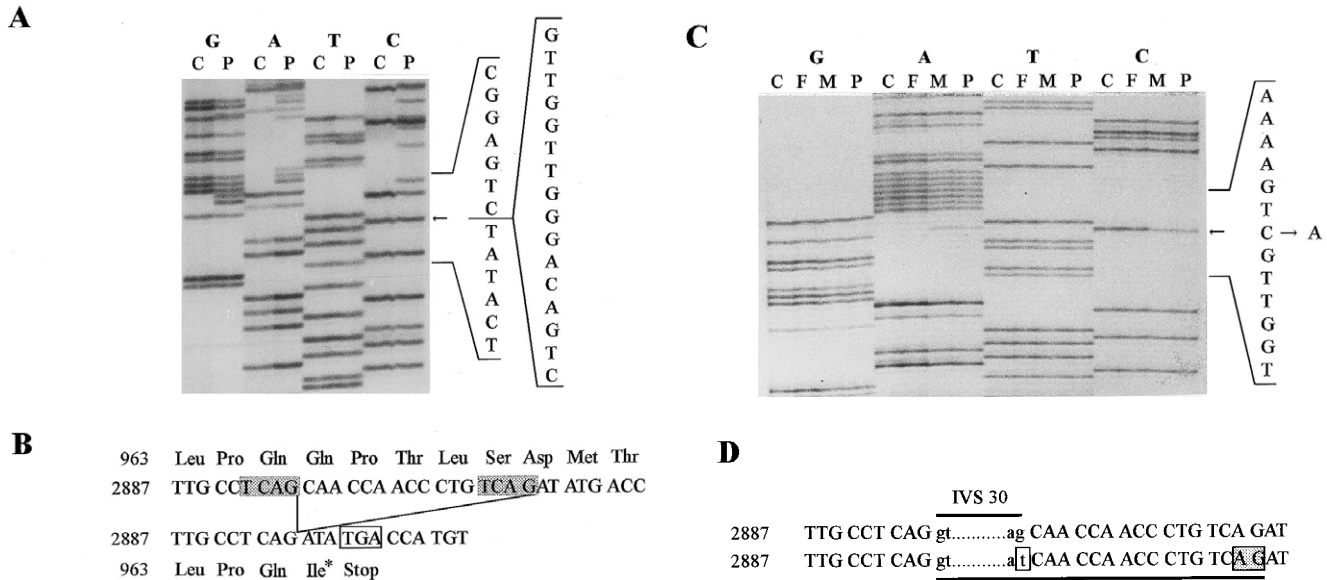 A
G A T C
C P C P C P C P
C G G A G T C T A T A C T
G T T G G T T G G G A C A G T C
←
B
963 Leu Pro Gln Gln Pro Thr Leu Ser Asp Met Thr
2887 TTG CCT CAG CAA CCA ACC CTG TCA GAT ATG ACC
2887 TTG CCT CAG ATA TGA CCA TGT
963 Leu Pro Gln Ile* Stop
C
G A T C
C F M P C F M P C F M P C F M P
A A A A G T C G T T G G T
← → A
D
IVS 30
2887 TTG CCT CAG gt...........ag CAA CCA ACC CTG TCA GAT
2887 TTG CCT CAG gt...........at CAA CCA ACC CTG TCA GAT